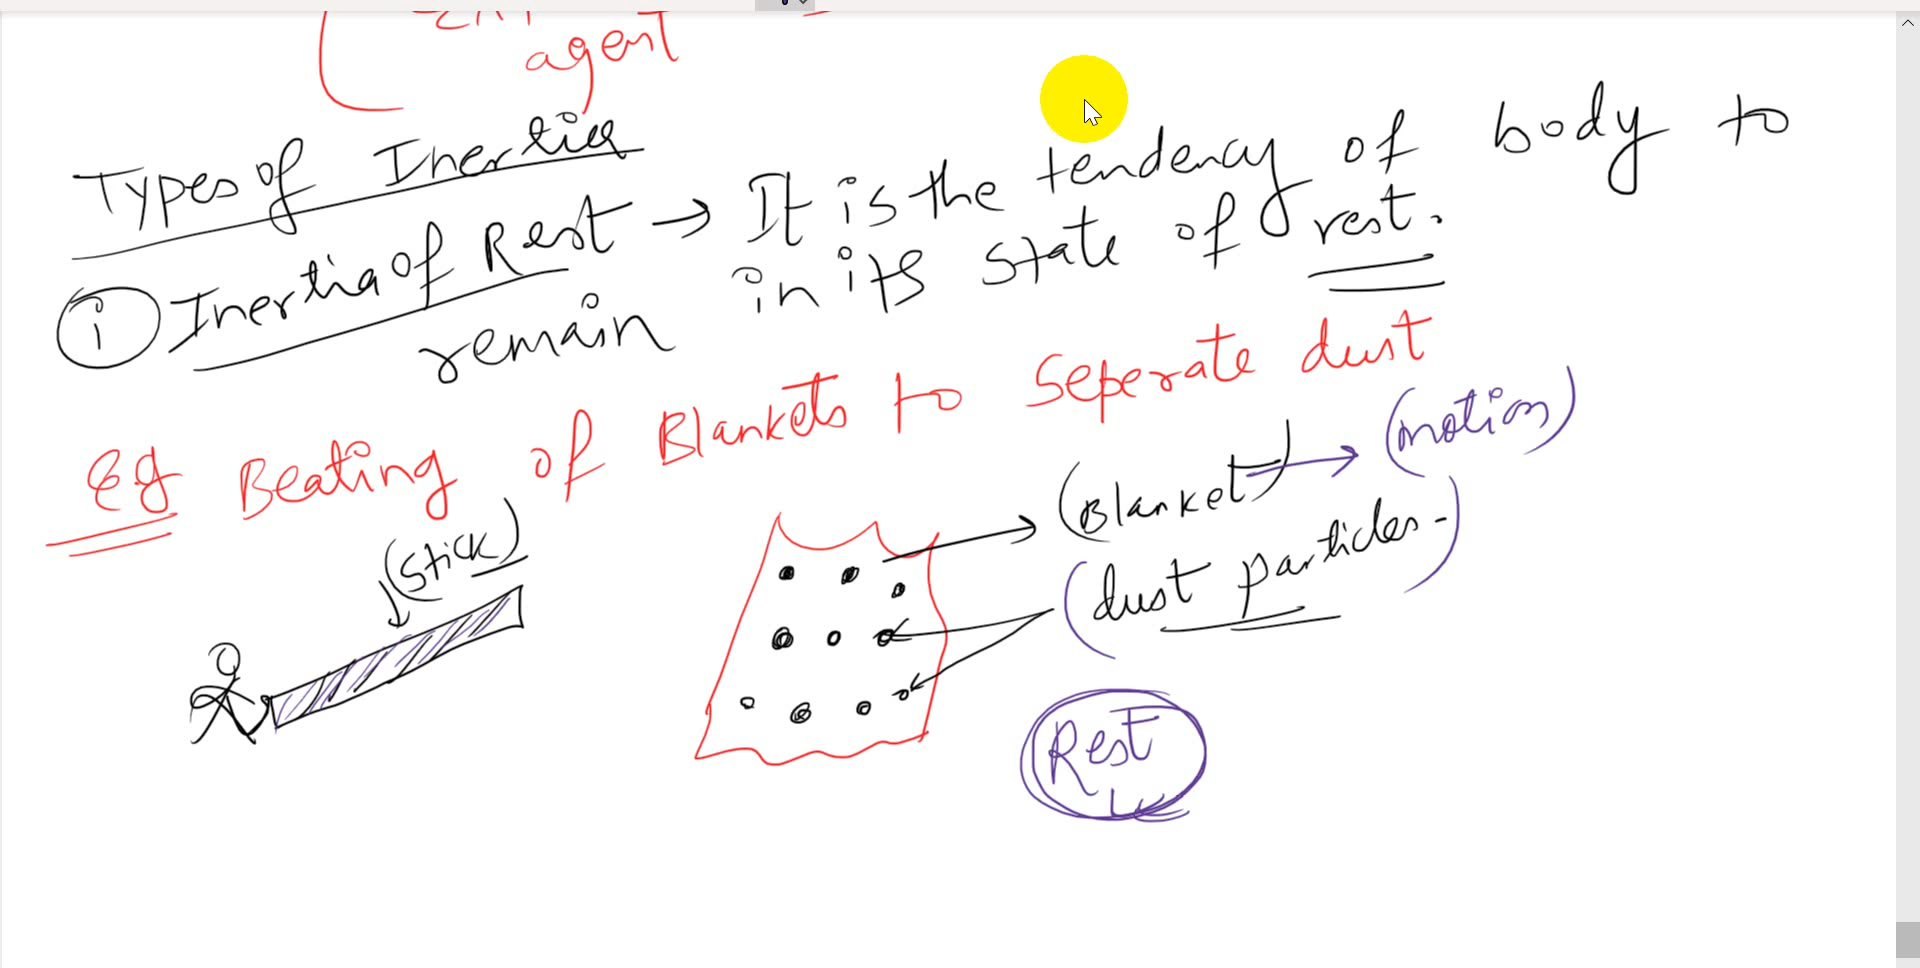 agent
Types of Inertia
(i) Inertia of Rest → It is the tendency of body to
remain in its state of rest.
Eg Beating of Blankets to Seperate dust
(Stick)
(Blanket) → (motion)
(dust particles)
Rest